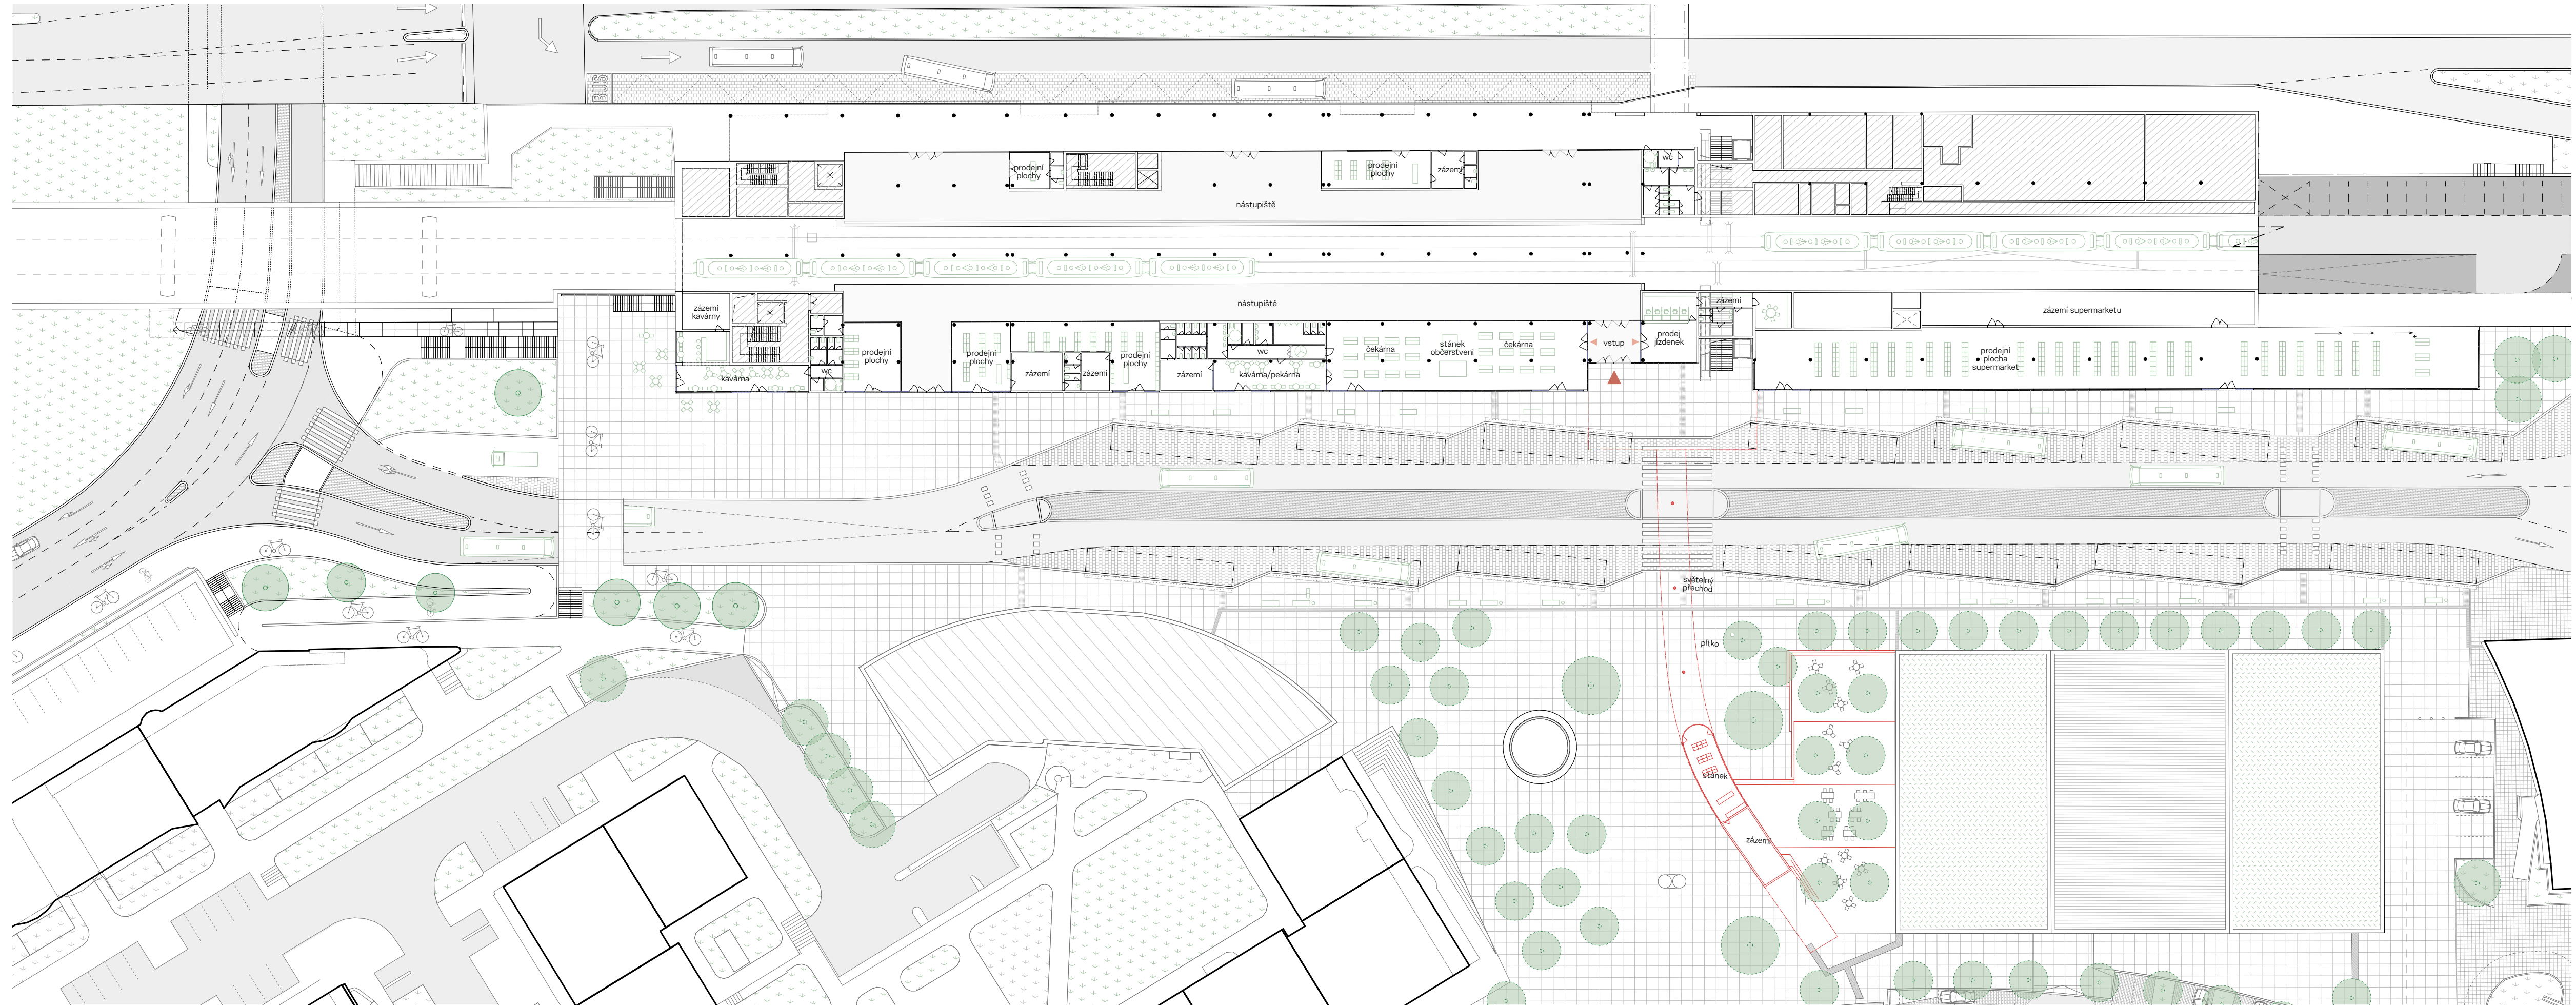 BUS
prodejní
plochy
prodejní
plochy
zázemí
wc
nástupiště
nástupiště
zázemí
kavárny
zázemí
zázemí supermarketu
prodejní
plochy
prodejní
plochy
prodejní
plochy
wc
čekárna
stánek
občerstvení
čekárna
vstup
prodej
jízdenek
prodejní
plocha
supermarket
kavárna
wc
zázemí
zázemí
zázemí
kavárna/pekárna
světelný
přechod
pítko
stánek
zázemí